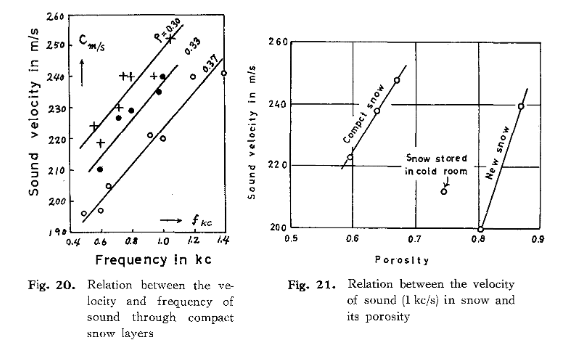 260
250
240
230
220
210
200
190
Sound velocity in m/s
C m/s
ρ=0.30
0.33
0.37
f kc
0.4 0.6 0.8 1.0 1.2 1.4
Frequency in kc
Fig. 20. Relation between the ve-
locity and frequency of
sound through compact
snow layers
260
240
220
200
Sound velocity in m/s
Compact snow
Snow stored
in cold room
New snow
0.5 0.6 0.7 0.8 0.9
Porosity
Fig. 21. Relation between the velocity
of sound (1 kc/s) in snow and
its porosity